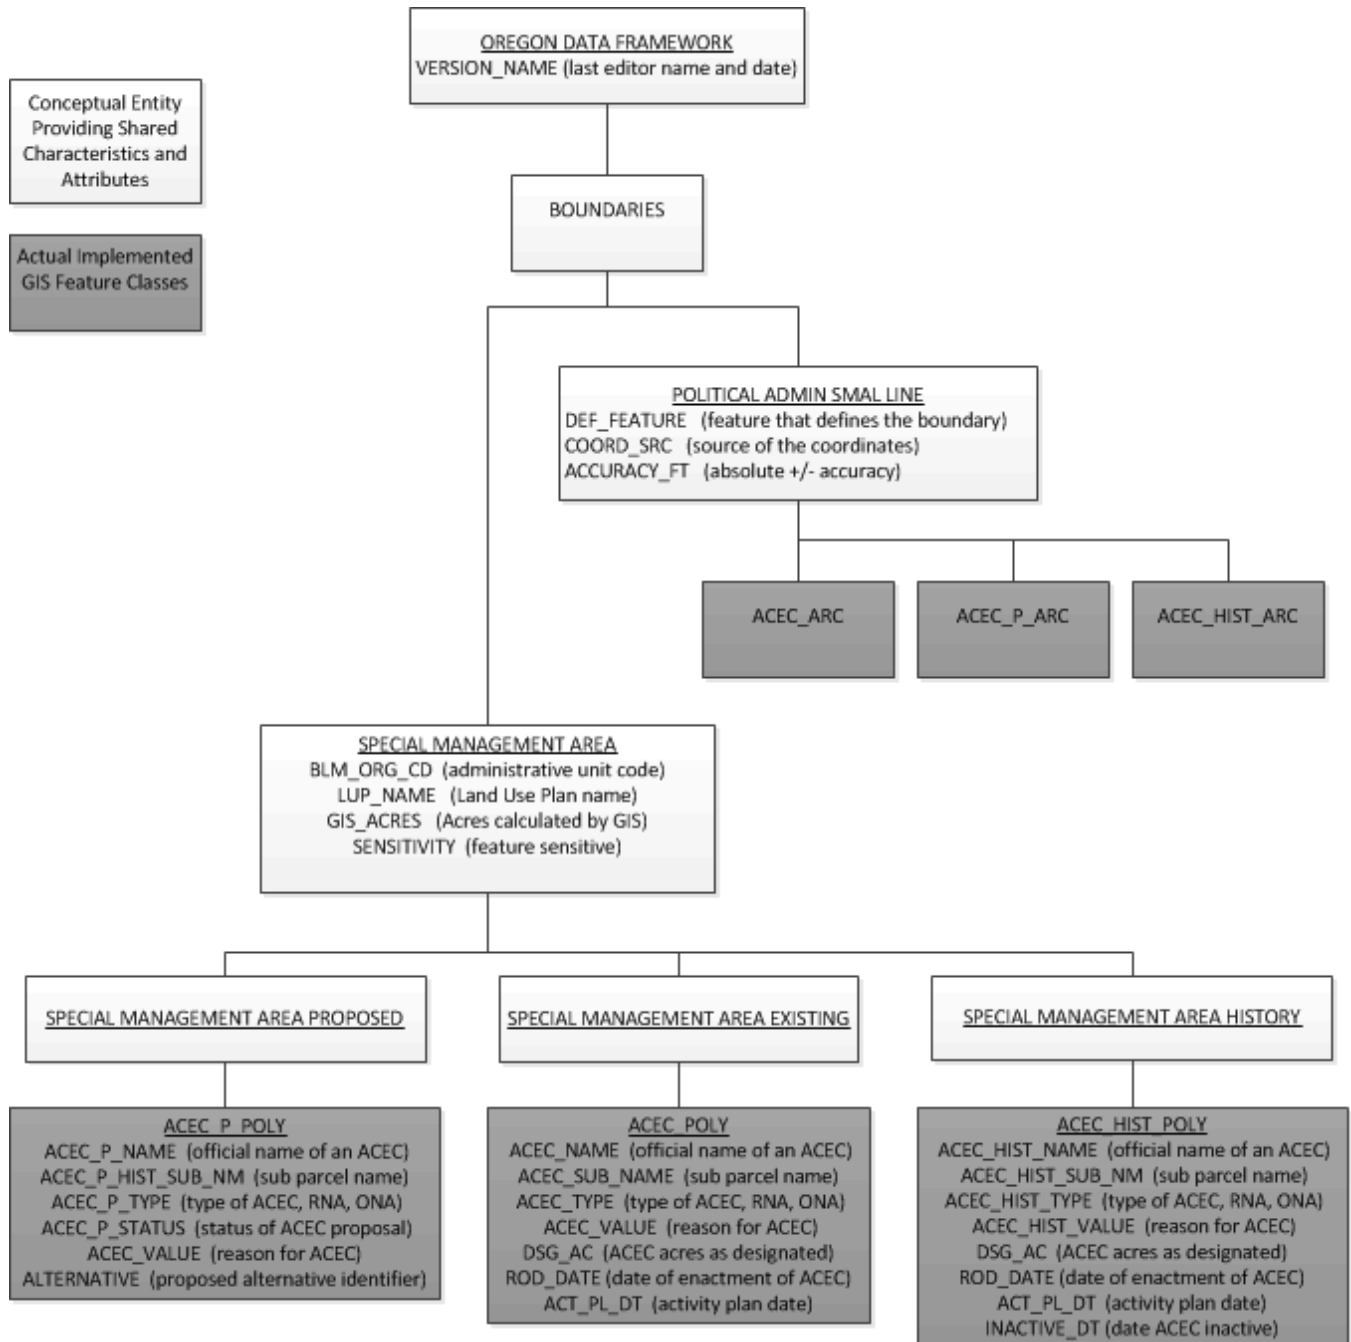 OREGON DATA FRAMEWORK
VERSION_NAME (last editor name and date)
Conceptual Entity
Providing Shared
Characteristics and
Attributes
Actual Implemented
GIS Feature Classes
BOUNDARIES
POLITICAL ADMIN SMAL LINE
DEF_FEATURE (feature that defines the boundary)
COORD_SRC (source of the coordinates)
ACCURACY_FT (absolute +/- accuracy)
ACEC_ARC
ACEC_P_ARC
ACEC_HIST_ARC
SPECIAL MANAGEMENT AREA
BLM_ORG_CD (administrative unit code)
LUP_NAME (Land Use Plan name)
GIS_ACRES (Acres calculated by GIS)
SENSITIVITY (feature sensitive)
SPECIAL MANAGEMENT AREA PROPOSED
SPECIAL MANAGEMENT AREA EXISTING
SPECIAL MANAGEMENT AREA HISTORY
ACEC_P_POLY
ACEC_P_NAME (official name of an ACEC)
ACEC_P_HIST_SUB_NM (sub parcel name)
ACEC_P_TYPE (type of ACEC, RNA, ONA)
ACEC_P_STATUS (status of ACEC proposal)
ACEC_VALUE (reason for ACEC)
ALTERNATIVE (proposed alternative identifier)
ACEC_POLY
ACEC_NAME (official name of an ACEC)
ACEC_SUB_NAME (sub parcel name)
ACEC_TYPE (type of ACEC, RNA, ONA)
ACEC_VALUE (reason for ACEC)
DSG_AC (ACEC acres as designated)
ROD_DATE (date of enactment of ACEC)
ACT_PL_DT (activity plan date)
ACEC_HIST_POLY
ACEC_HIST_NAME (official name of an ACEC)
ACEC_HIST_SUB_NM (sub parcel name)
ACEC_HIST_TYPE (type of ACEC, RNA, ONA)
ACEC_HIST_VALUE (reason for ACEC)
DSG_AC (ACEC acres as designated)
ROD_DATE (date of enactment of ACEC)
ACT_PL_DT (activity plan date)
INACTIVE_DT (date ACEC inactive)